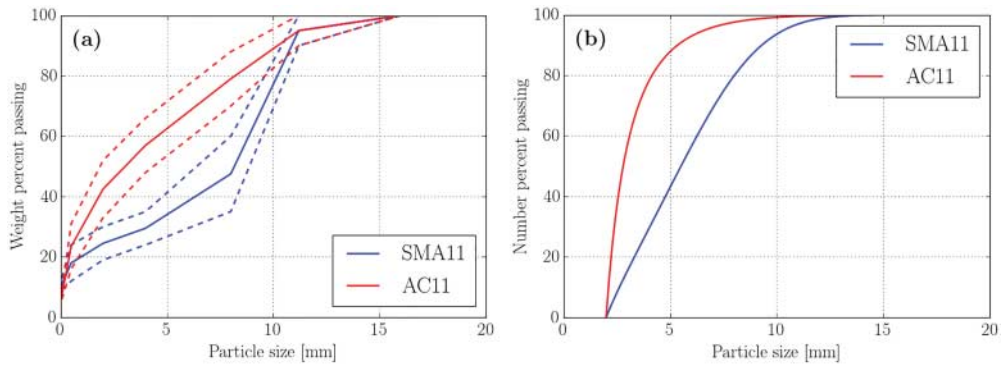 (a)
Weight percent passing
100
80
60
40
20
0
0 5 10 15 20
Particle size [mm]
SMA11
AC11
(b)
Number percent passing
100
80
60
40
20
0
0 5 10 15 20
Particle size [mm]
SMA11
AC11